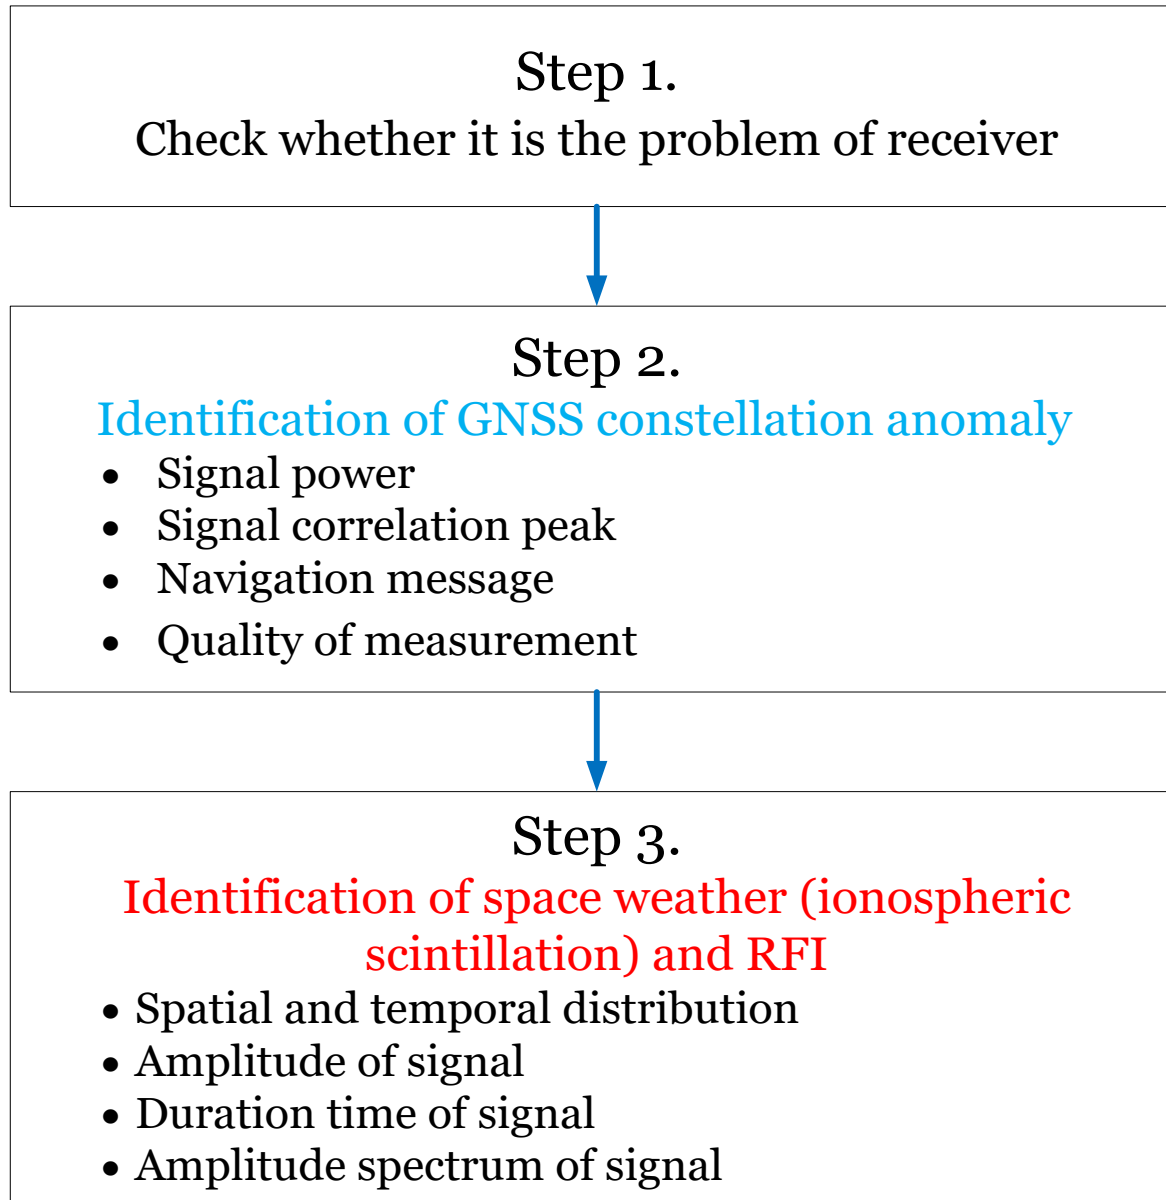 Step 1.
Check whether it is the problem of receiver
Step 2.
Identification of GNSS constellation anomaly
• Signal power
• Signal correlation peak
• Navigation message
• Quality of measurement
Step 3.
Identification of space weather (ionospheric
scintillation) and RFI
• Spatial and temporal distribution
• Amplitude of signal
• Duration time of signal
• Amplitude spectrum of signal